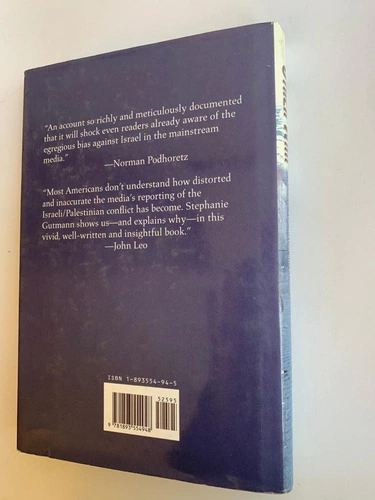 “An account so richly and meticulously documented
that it will shock even readers already aware of the
egregious bias against Israel in the mainstream
media.”
—Norman Podhoretz
“Most Americans don’t understand how distorted
and inaccurate the media’s reporting of the
Israeli/Palestinian conflict has become. Stephanie
Gutmann shows us—and explains why—in this
vivid, well-written and insightful book.”
—John Leo
ISBN 1-893554-94-5
52595
9 781893 554948